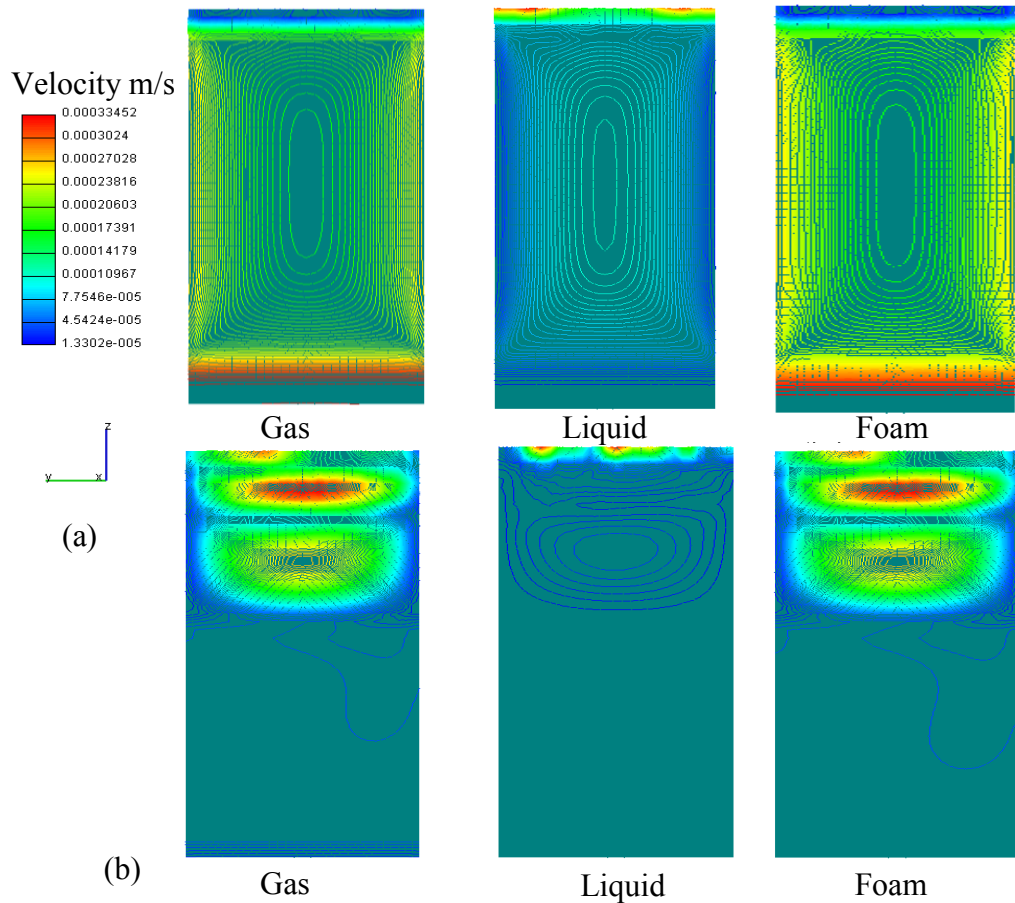 Velocity m/s
0.00033452
0.0003024
0.00027028
0.00023816
0.00020603
0.00017391
0.00014179
0.00010967
7.7546e-005
4.5424e-005
1.3302e-005
Gas
Liquid
Foam
z
y
x
(a)
(b)
Gas
Liquid
Foam